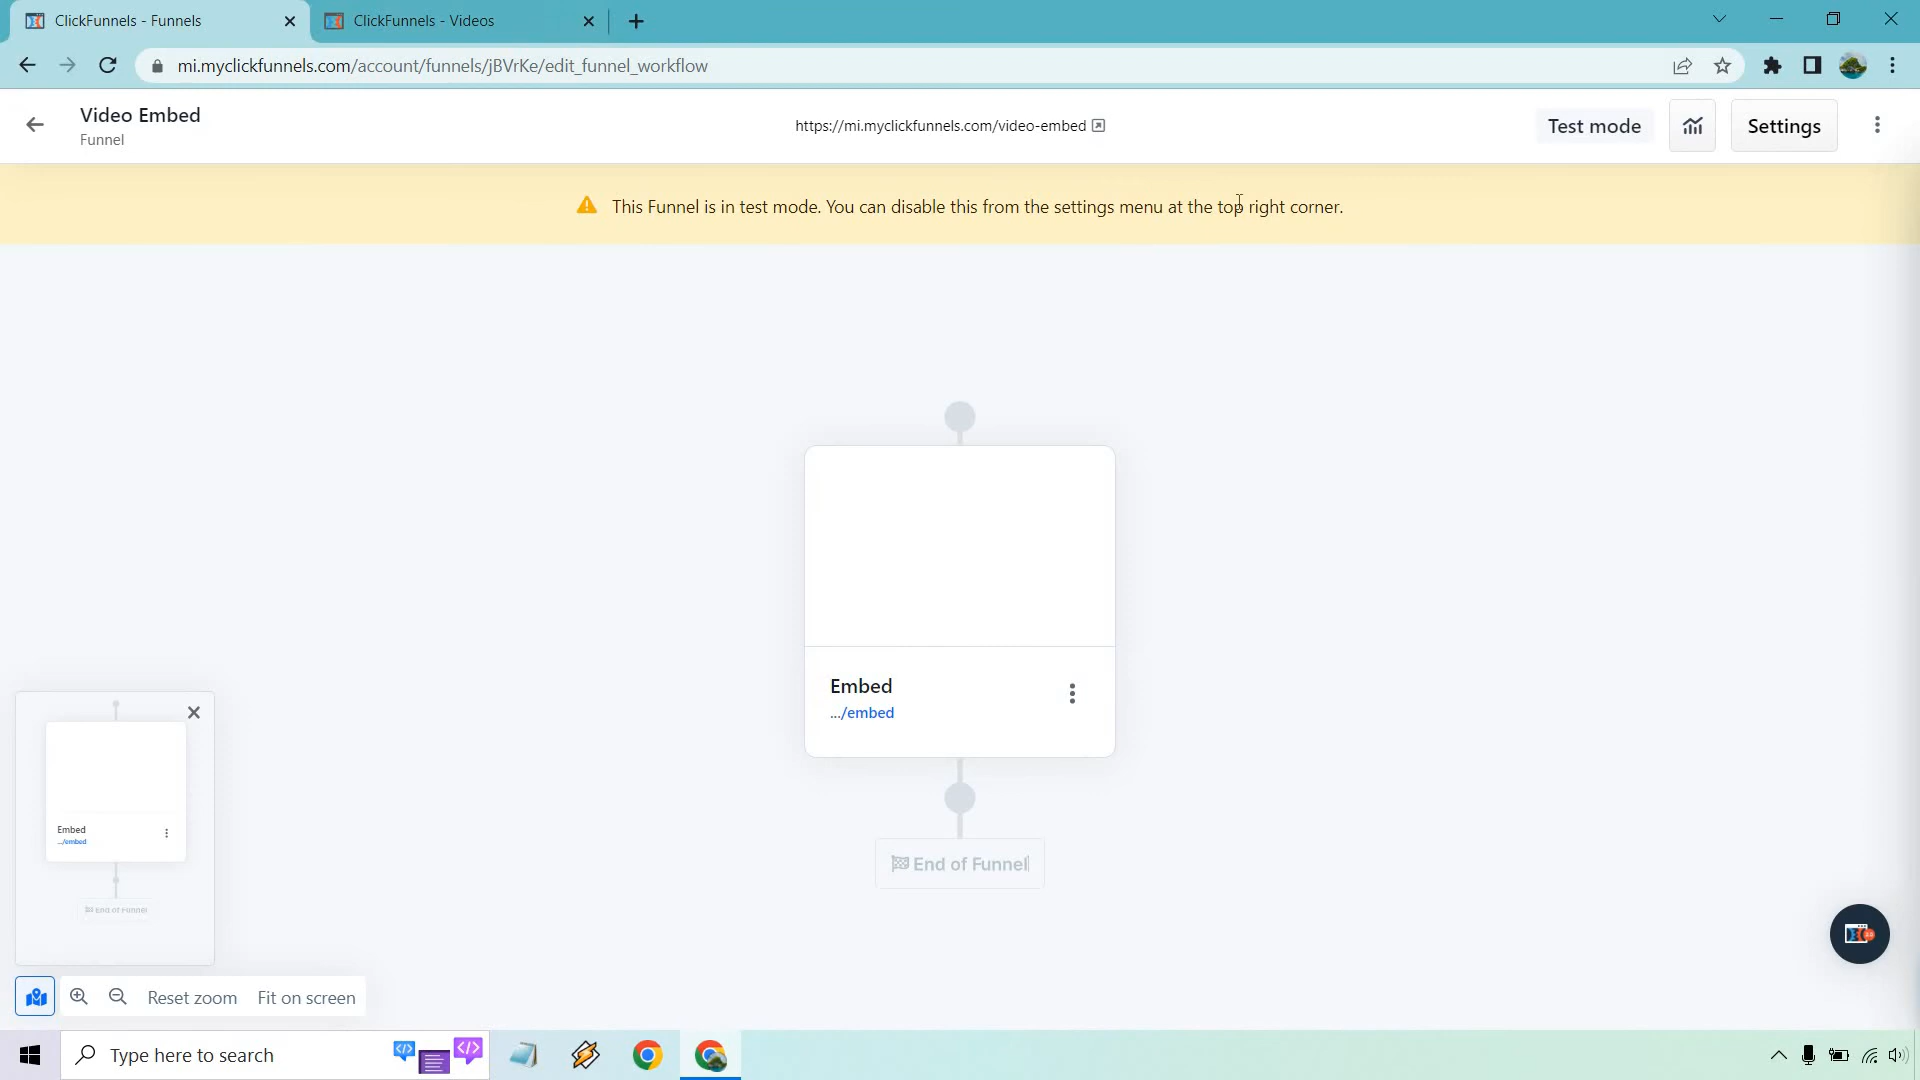 ClickFunnels - Funnels
ClickFunnels - Videos
mi.myclickfunnels.com/account/funnels/jBVrKe/edit_funnel_workflow
Video Embed
Funnel
https://mi.myclickfunnels.com/video-embed
Test mode
Settings
This Funnel is in test mode. You can disable this from the settings menu at the top right corner.
Embed
.../embed
End of Funnel
Embed
.../embed
End of Funnel
Reset zoom
Fit on screen
Type here to search